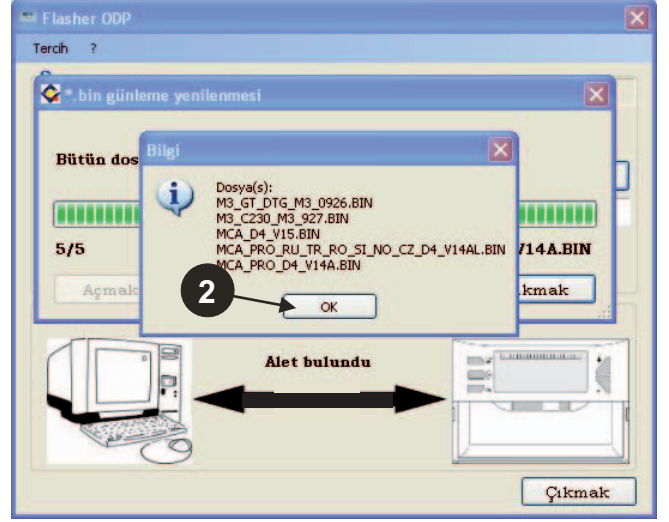 Flasher ODP
Tercih ?
*.bin günleme yenilenmesi
Bilgi
Bütün dos
Dosya(s):
M3_GT_DTG_M3_0926.BIN
M3_C230_M3_927.BIN
MCA_D4_V15.BIN
MCA_PRO_RU_TR_RO_SI_NO_CZ_D4_V14AL.BIN
MCA_PRO_D4_V14A.BIN
5/5
V14A.BIN
Açmak
kmak
2
OK
Alet bulundu
Çıkmak